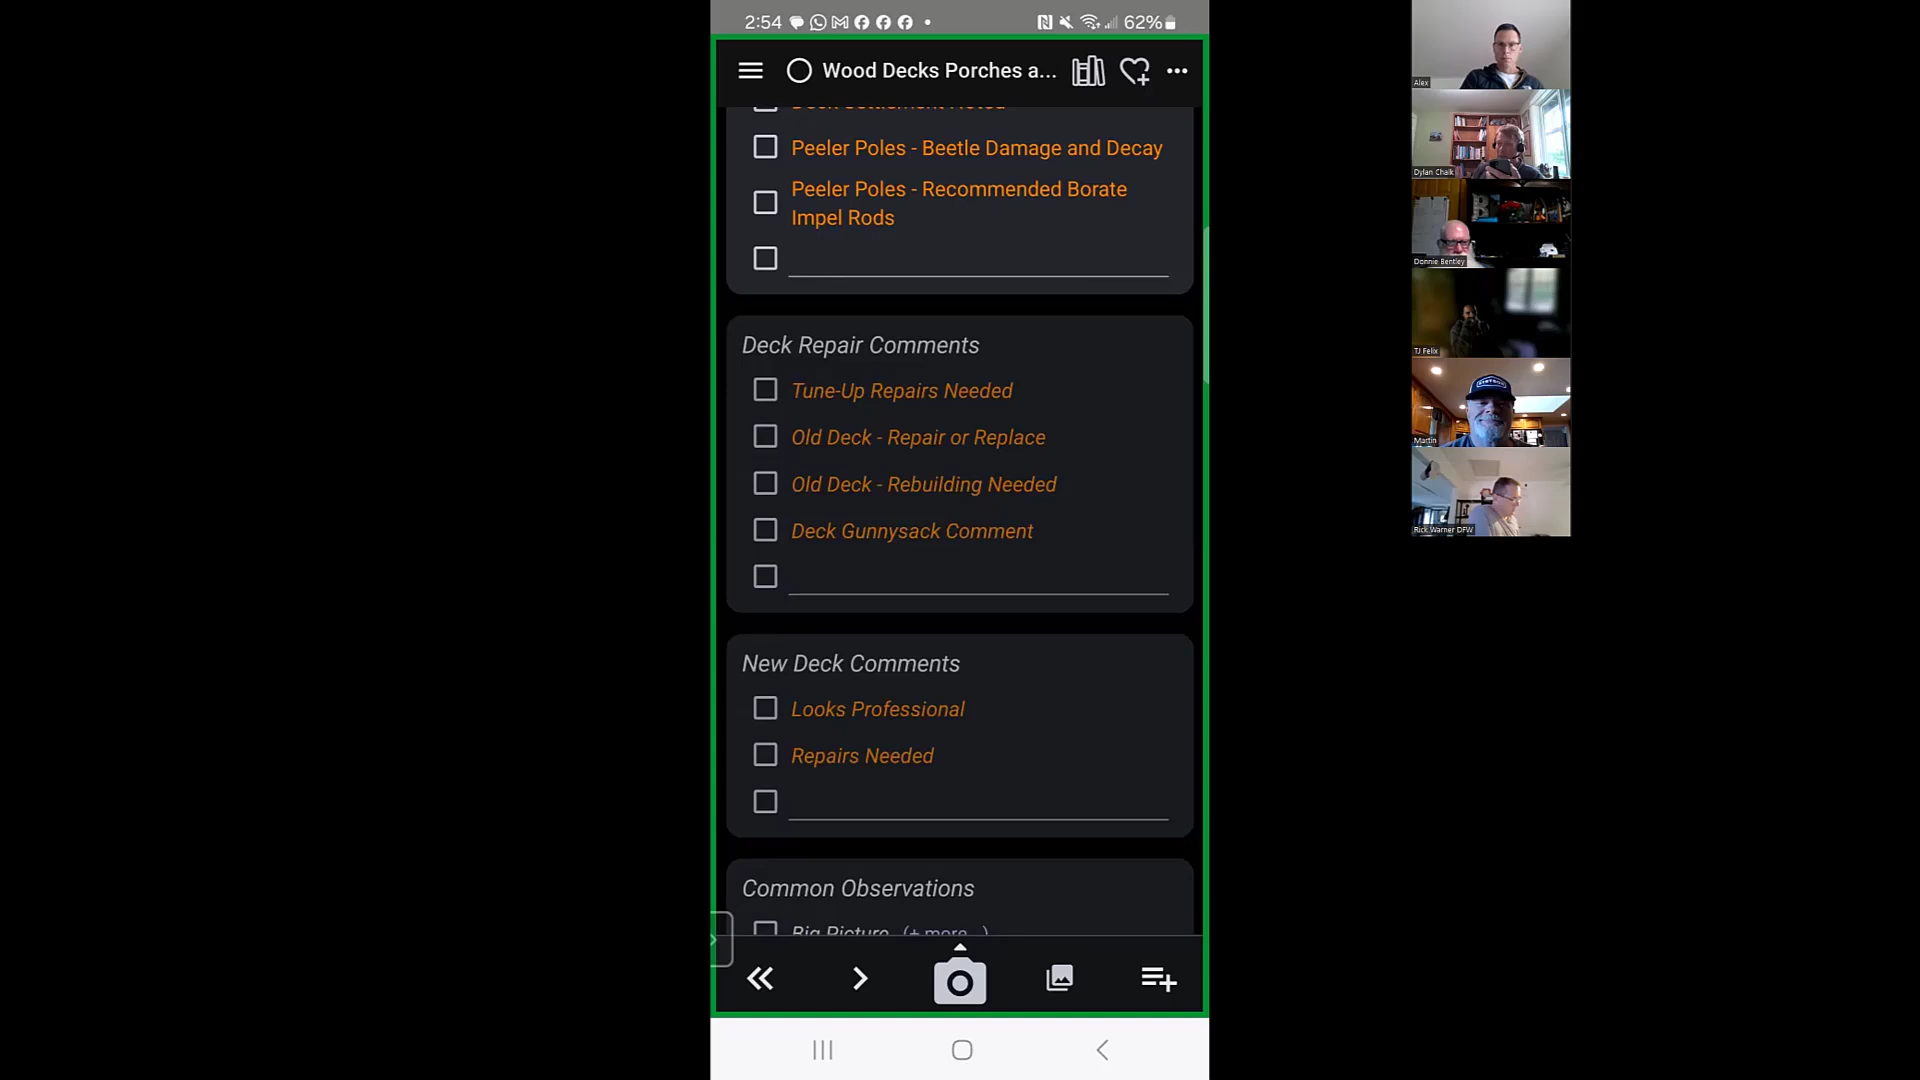 2:54
62%
Wood Decks Porches a...
Peeler Poles - Beetle Damage and Decay
Peeler Poles - Recommended Borate
Impel Rods
Deck Repair Comments
Tune-Up Repairs Needed
Old Deck - Repair or Replace
Old Deck - Rebuilding Needed
Deck Gunnysack Comment
New Deck Comments
Looks Professional
Repairs Needed
Common Observations
Big Picture (+ more...)
Alex
Dylan Chalk
Donnie Bentley
TJ Felix
Martin
Rick Warner DFW